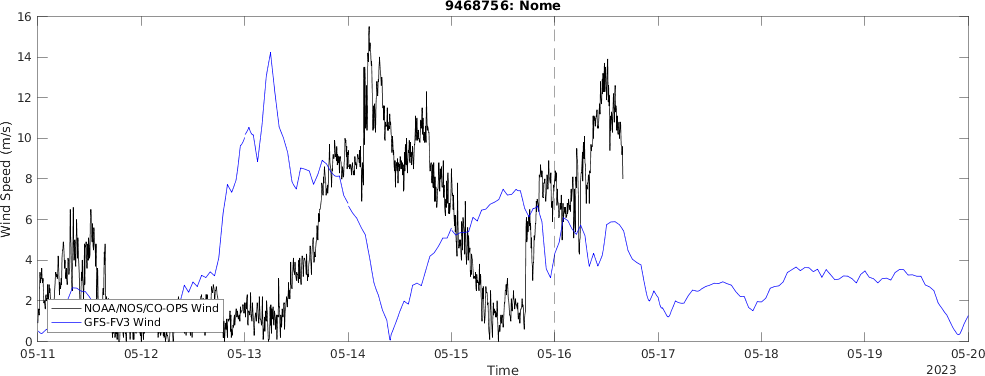 9468756: Nome
16
14
12
10
8
6
4
2
0
Wind Speed (m/s)
NOAA/NOS/CO-OPS Wind
GFS-FV3 Wind
05-11 05-12 05-13 05-14 05-15 05-16 05-17 05-18 05-19 05-20
Time
2023